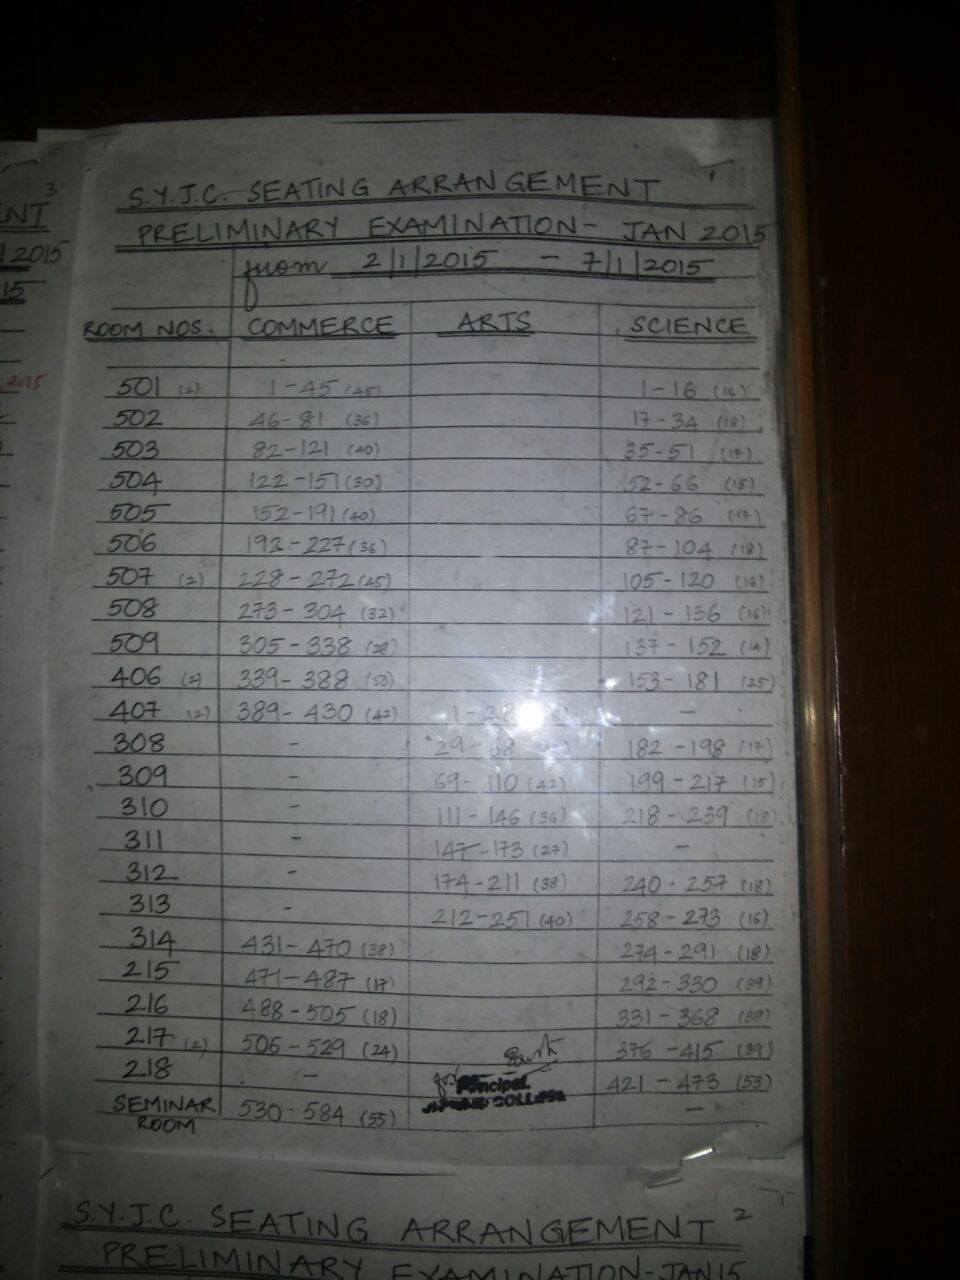 3
ENT
2015
15
2015
1
S.Y.J.C. SEATING ARRANGEMENT
PRELIMINARY EXAMINATION - JAN 2015
from 2/1/2015 - 7/1/2015
ROOM NOS. COMMERCE ARTS SCIENCE
501 (2) 1-45 (45) 1-16 (16)
502 46-81 (36) 17-34 (18)
503 82-121 (40) 35-51 (17)
504 122-151 (30) 52-66 (15)
505 152-191 (40) 67-86 (17)
506 192-227 (36) 87-104 (18)
507 (2) 228-272 (45) 105-120 (16)
508 273-304 (32) 121-136 (16)
509 305-338 (28) 137-152 (14)
406 (2) 339-388 (50) 153-181 (25)
407 (2) 389-430 (42) -
308 - 29-68 182-198 (17)
309 - 69-110 (42) 199-217 (15)
310 - 111-146 (36) 218-239 (18)
311 - 147-173 (27) -
312 - 174-211 (38) 240-257 (18)
313 - 212-251 (40) 258-273 (16)
314 431-470 (38) 274-291 (18)
215 471-487 (17) 292-330 (39)
216 488-505 (18) 331-368
217 (2) 506-529 (24) 376-415 (39)
218 - 421-473 (53)
Principal.
SEMINAR ROOM 530-584 (55) -
2
S.Y.J.C. SEATING ARRANGEMENT
PRELIMINARY EXAMINATION-JAN15